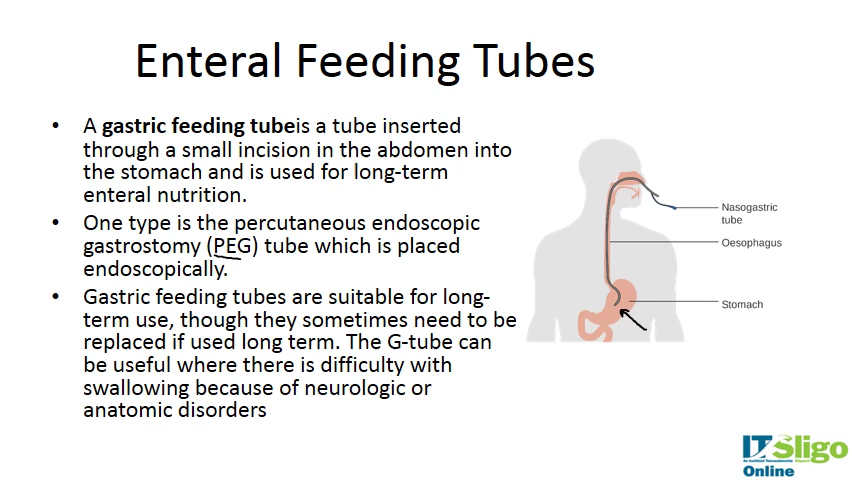 Enteral Feeding Tubes
• A gastric feeding tubeis a tube inserted
through a small incision in the abdomen into
the stomach and is used for long-term
enteral nutrition.
• One type is the percutaneous endoscopic
gastrostomy (PEG) tube which is placed
endoscopically.
• Gastric feeding tubes are suitable for long-
term use, though they sometimes need to be
replaced if used long term. The G-tube can
be useful where there is difficulty with
swallowing because of neurologic or
anatomic disorders
Nasogastric
tube
Oesophagus
Stomach
IT Sligo
Online